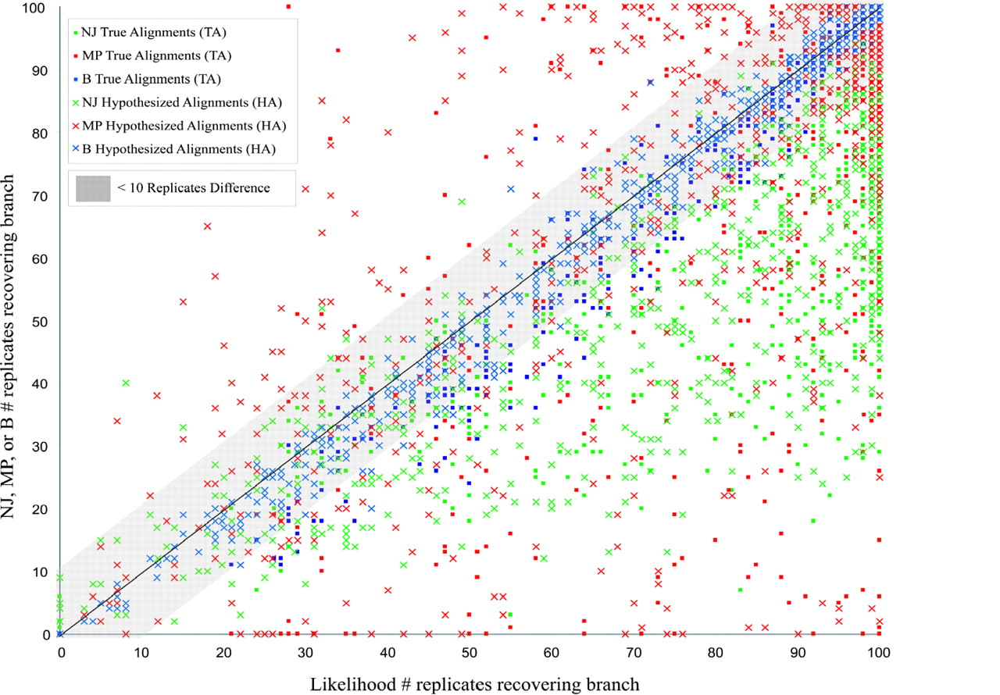 100
90
80
70
60
50
40
30
20
10
0
NJ True Alignments (TA)
MP True Alignments (TA)
B True Alignments (TA)
NJ Hypothesized Alignments (HA)
MP Hypothesized Alignments (HA)
B Hypothesized Alignments (HA)
< 10 Replicates Difference
NJ, MP, or B # replicates recovering branch
0 10 20 30 40 50 60 70 80 90 100
Likelihood # replicates recovering branch